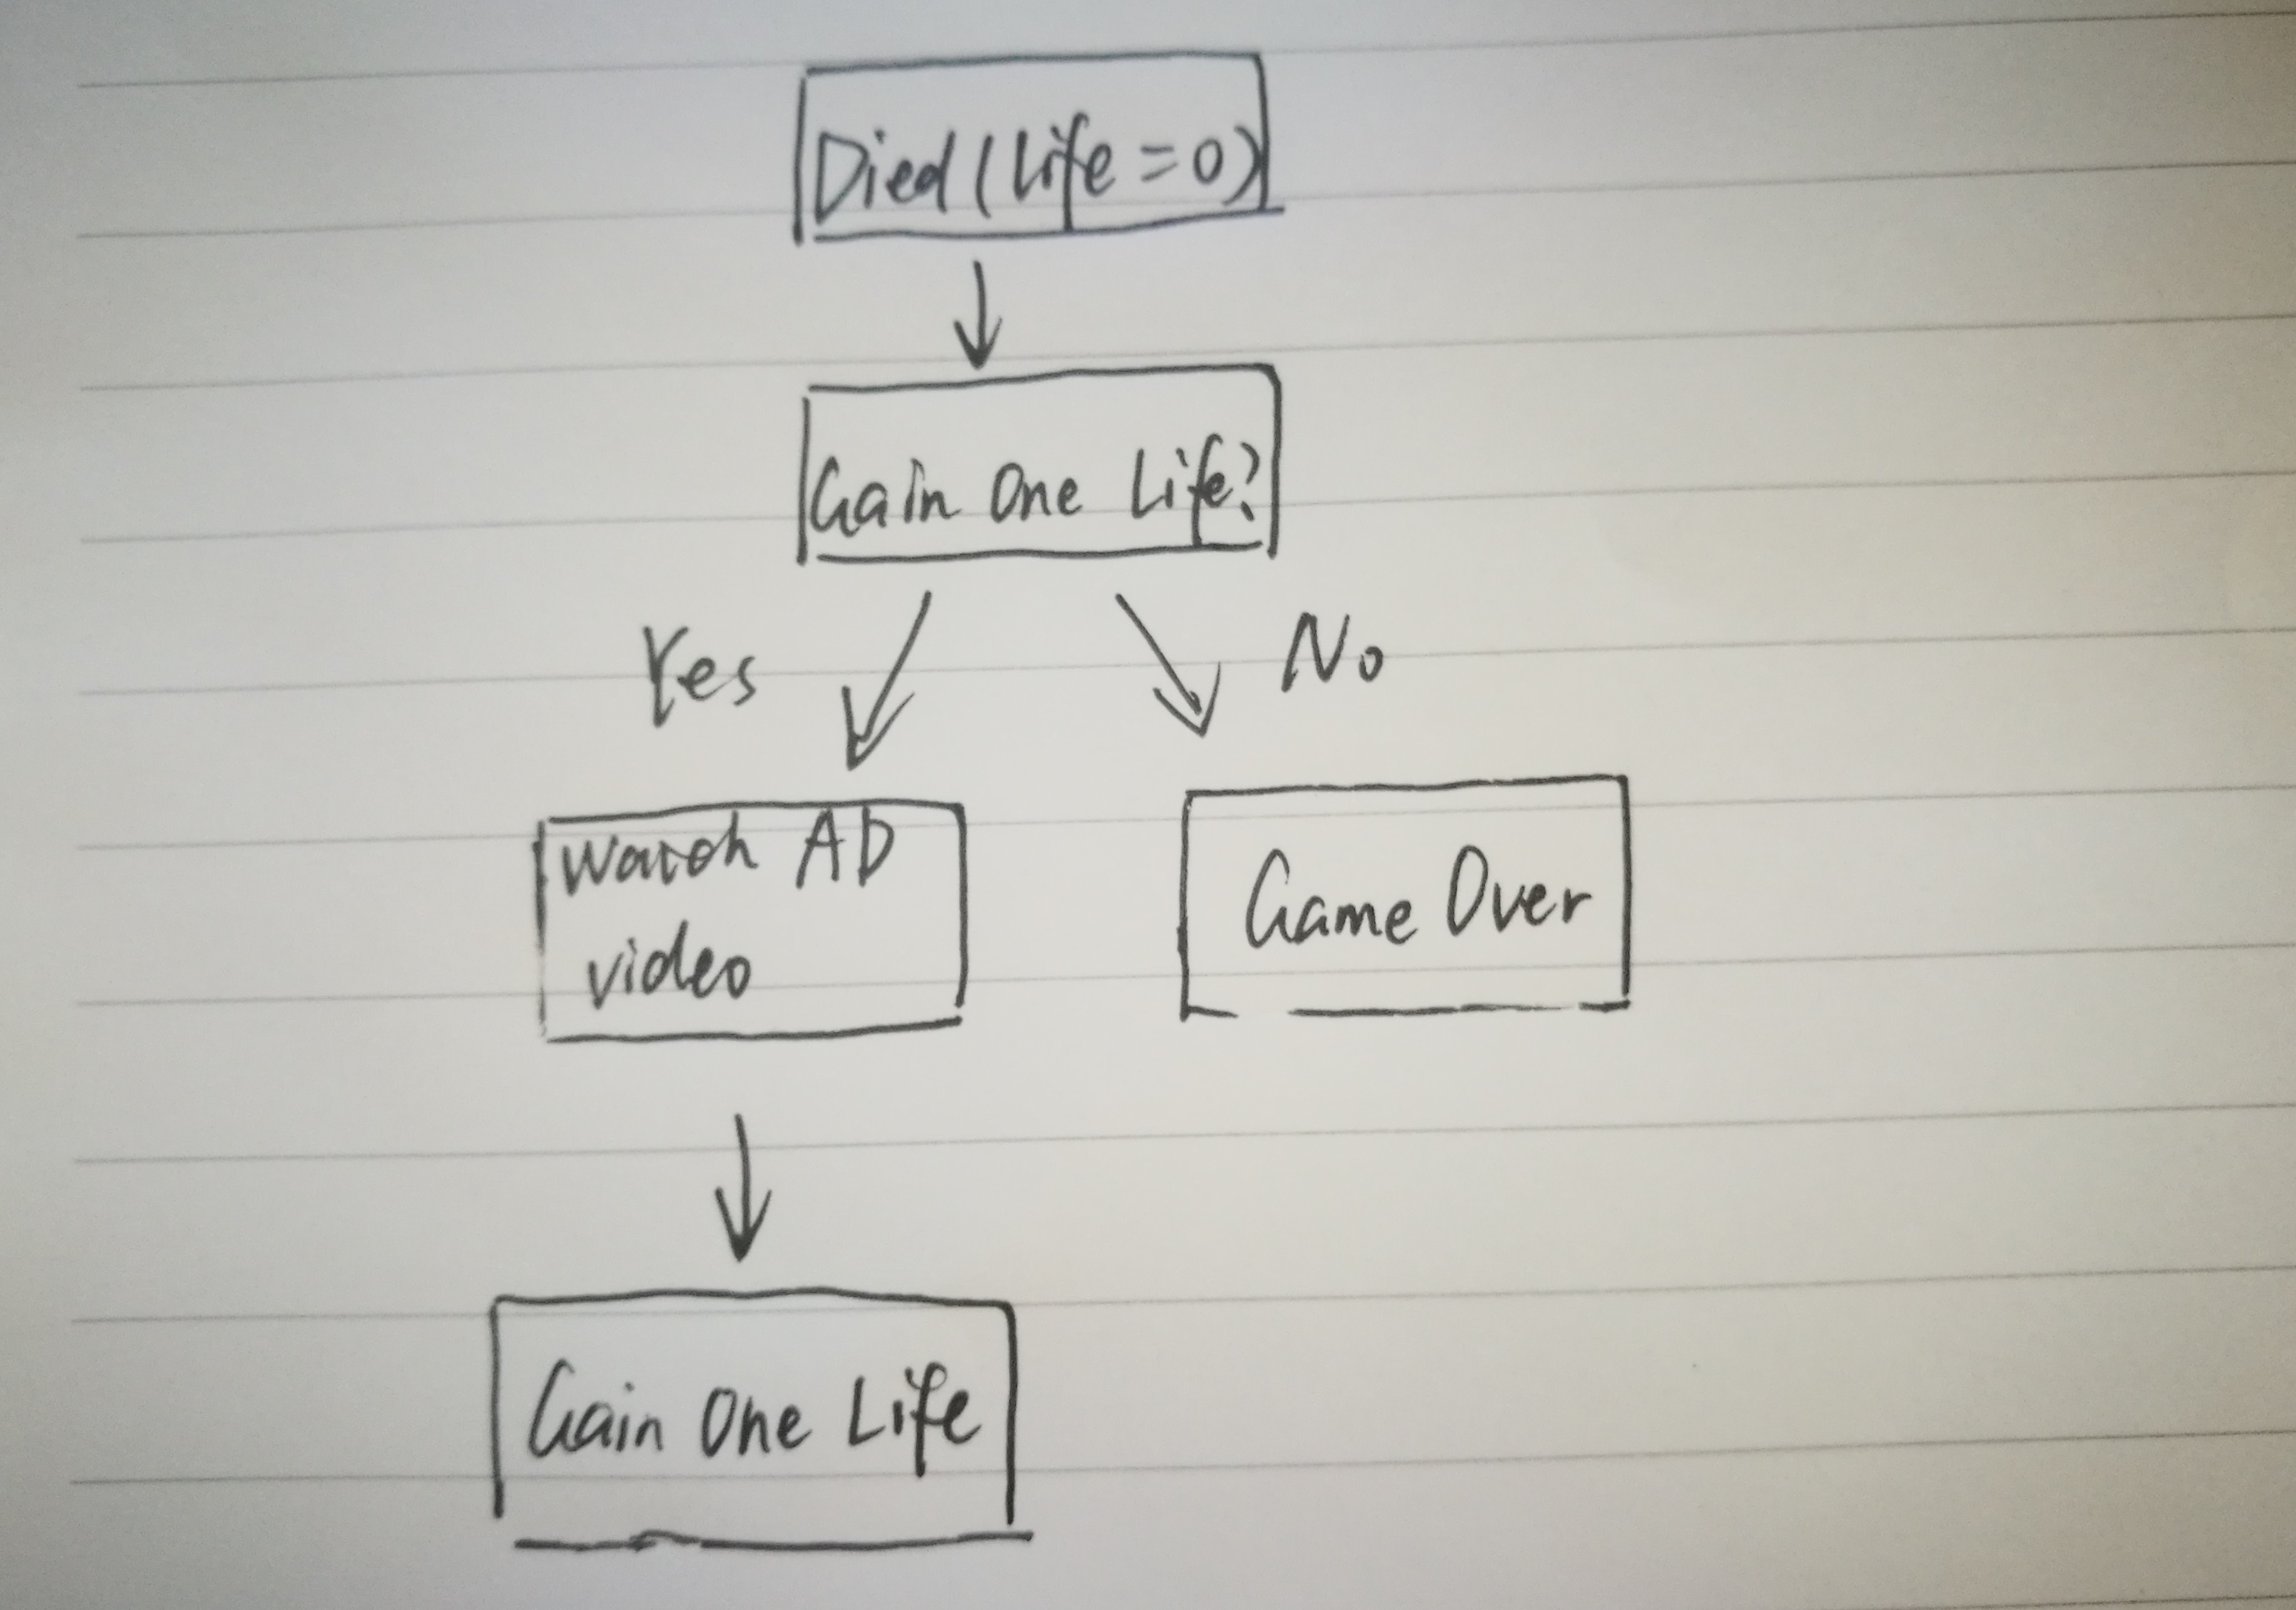 Died (Life = 0)
Gain One Life?
Yes
No
Watch AD
video
Game Over
Gain One Life